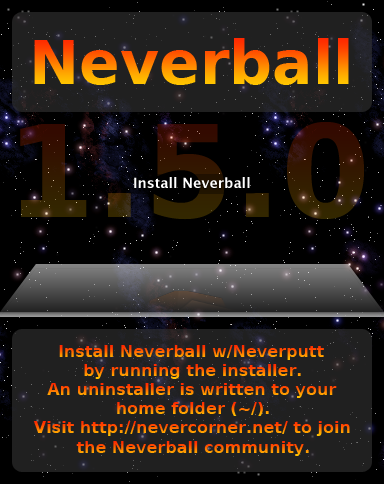 Neverball
1.5.0
Install Neverball
Install Neverball w/Neverputt
by running the installer.
An uninstaller is written to your
home folder (~/).
Visit http://nevercorner.net/ to join
the Neverball community.